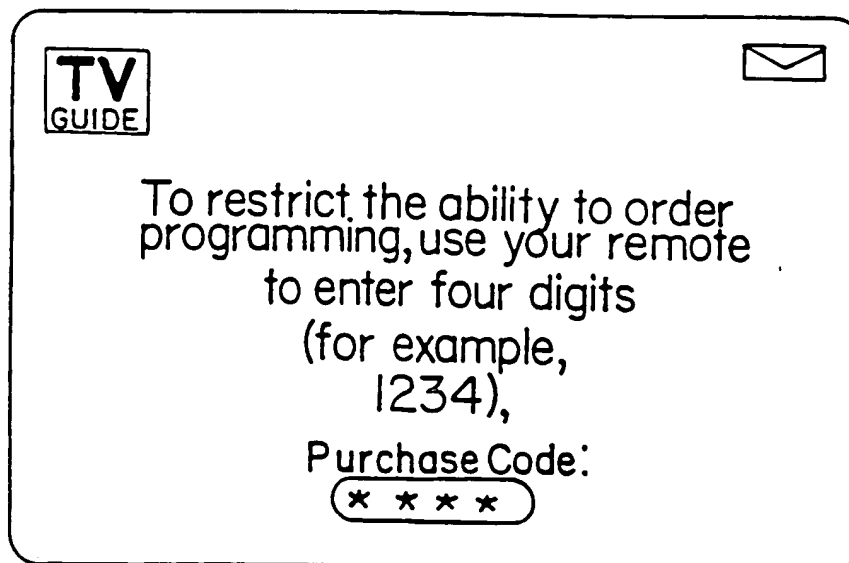 TV
GUIDE
To restrict the ability to order
programming, use your remote
to enter four digits
(for example,
1234),
Purchase Code:
* * * *